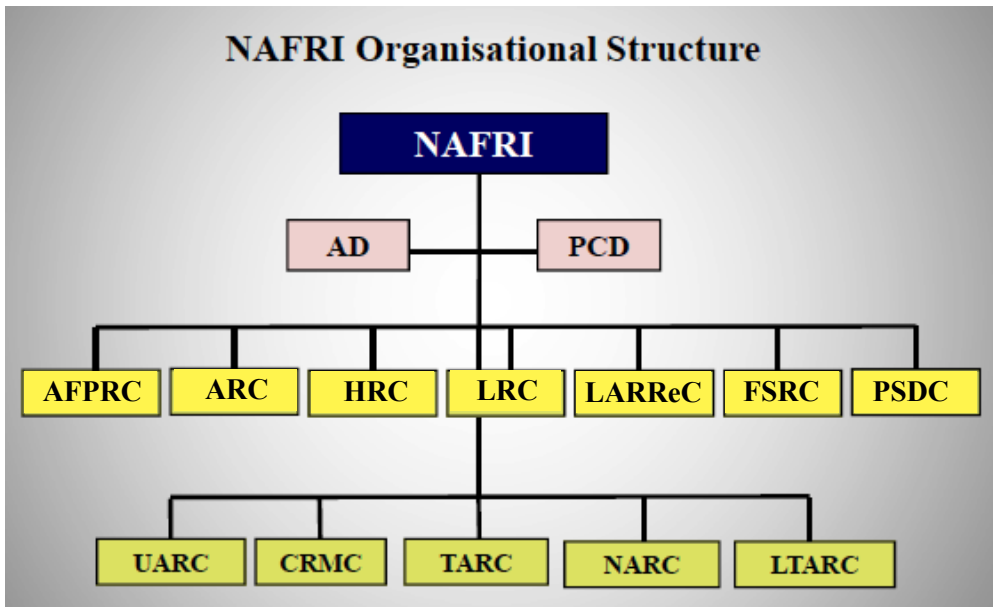 NAFRI Organisational Structure
NAFRI
AD
PCD
AFPRC
ARC
HRC
LRC
LARReC
FSRC
PSDC
UARC
CRMC
TARC
NARC
LTARC